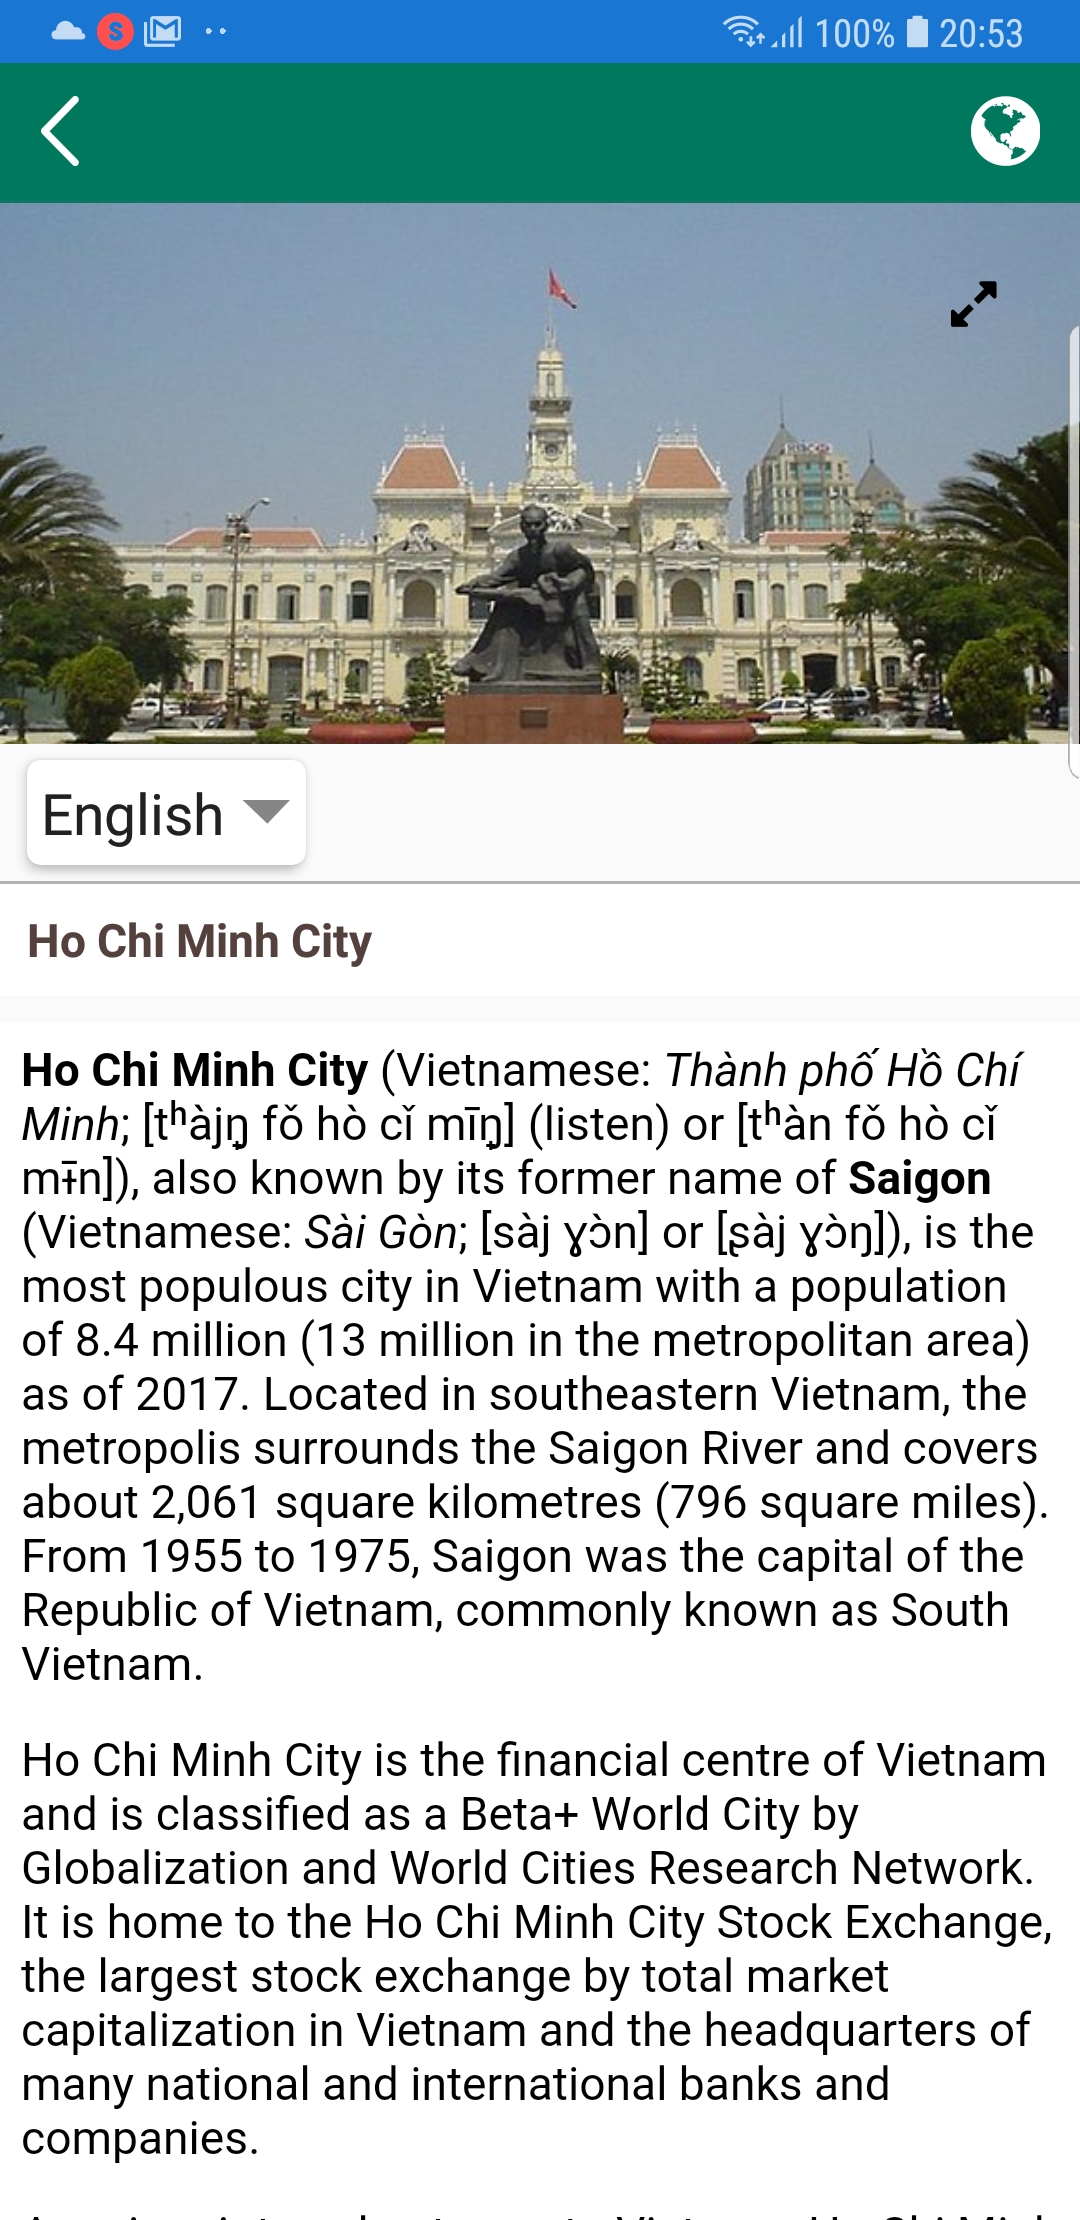 100% 20:53
English
Ho Chi Minh City
Ho Chi Minh City (Vietnamese: Thành phố Hồ Chí
Minh; [tʰàjŋ̟ fǒ hò cǐ mīŋ̟] (listen) or [tʰàn fǒ hò cǐ
mɨ̄n]), also known by its former name of Saigon
(Vietnamese: Sài Gòn; [sàj ɣɔ̀n] or [ʂàj ɣɔ̀ŋ]), is the
most populous city in Vietnam with a population
of 8.4 million (13 million in the metropolitan area)
as of 2017. Located in southeastern Vietnam, the
metropolis surrounds the Saigon River and covers
about 2,061 square kilometres (796 square miles).
From 1955 to 1975, Saigon was the capital of the
Republic of Vietnam, commonly known as South
Vietnam.
Ho Chi Minh City is the financial centre of Vietnam
and is classified as a Beta+ World City by
Globalization and World Cities Research Network.
It is home to the Ho Chi Minh City Stock Exchange,
the largest stock exchange by total market
capitalization in Vietnam and the headquarters of
many national and international banks and
companies.